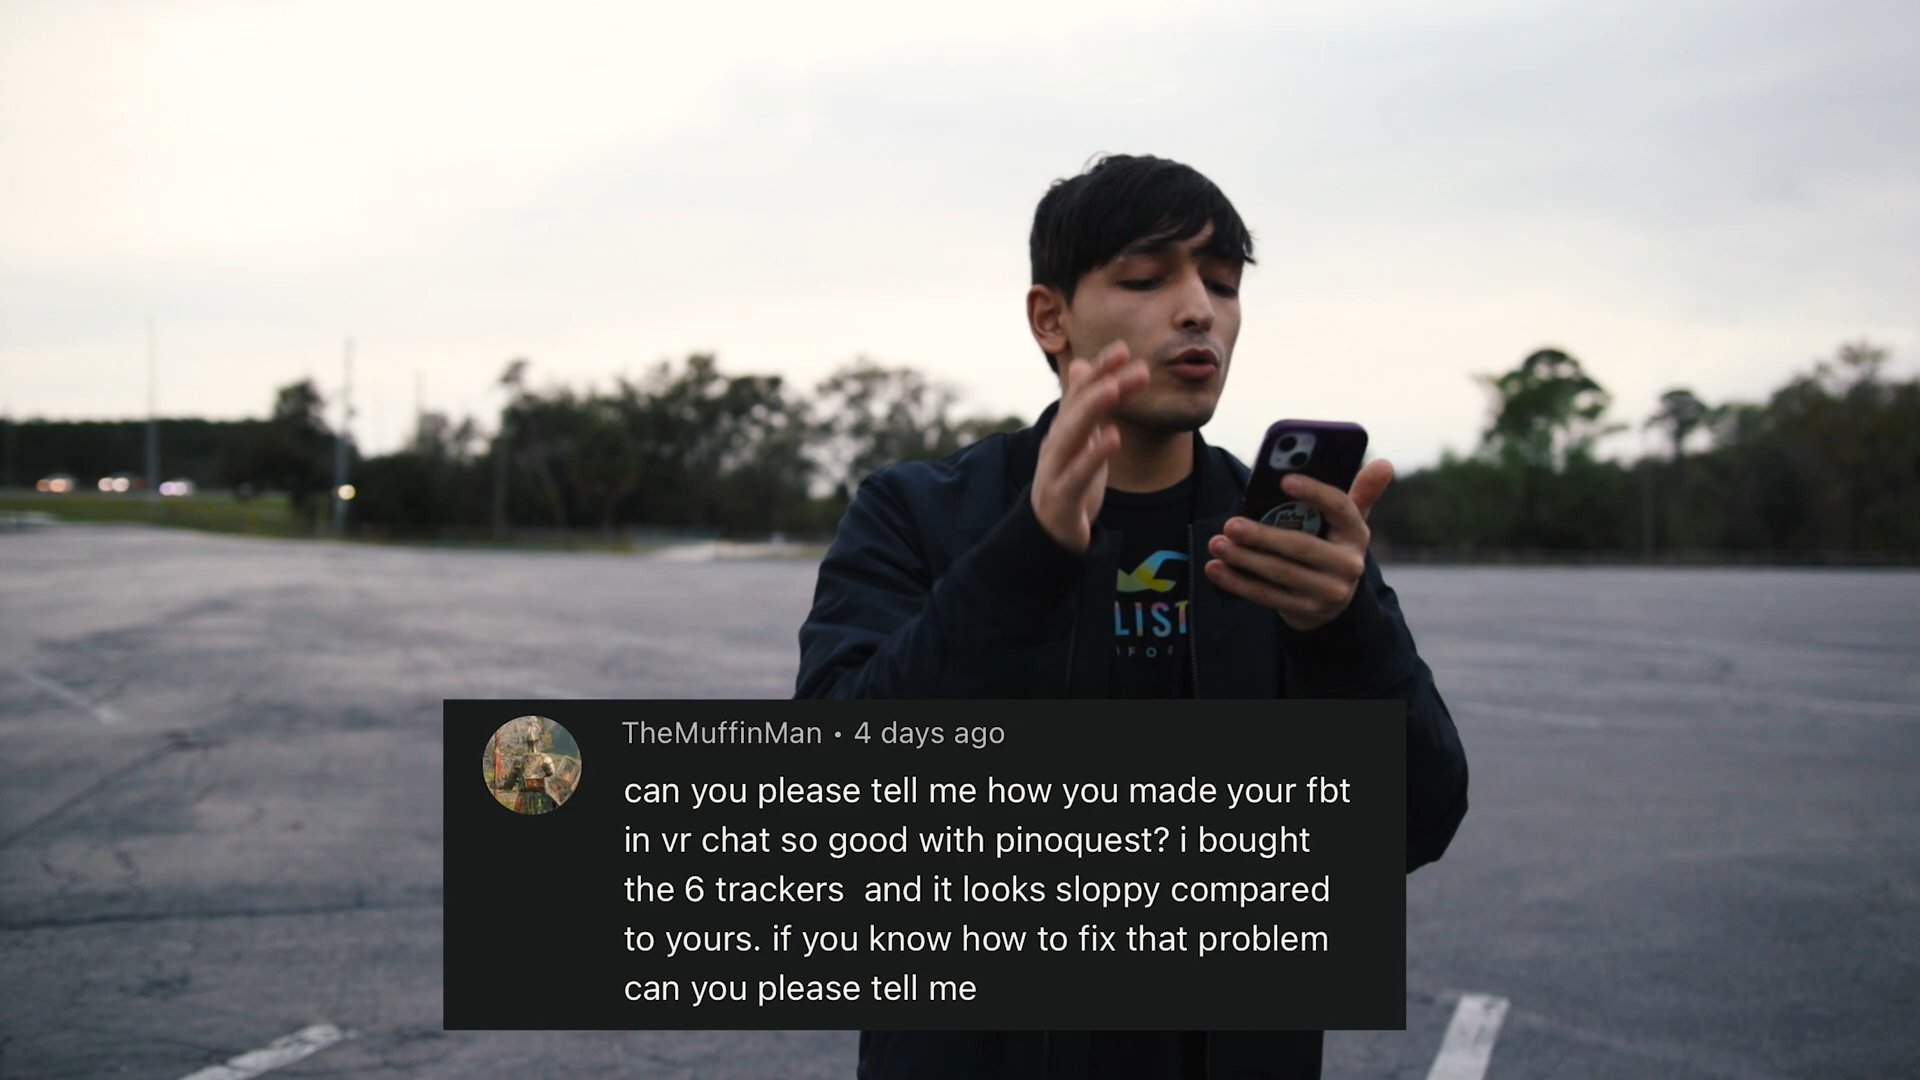 LIST
TheMuffinMan • 4 days ago
can you please tell me how you made your fbt
in vr chat so good with pinoquest? i bought
the 6 trackers  and it looks sloppy compared
to yours. if you know how to fix that problem
can you please tell me